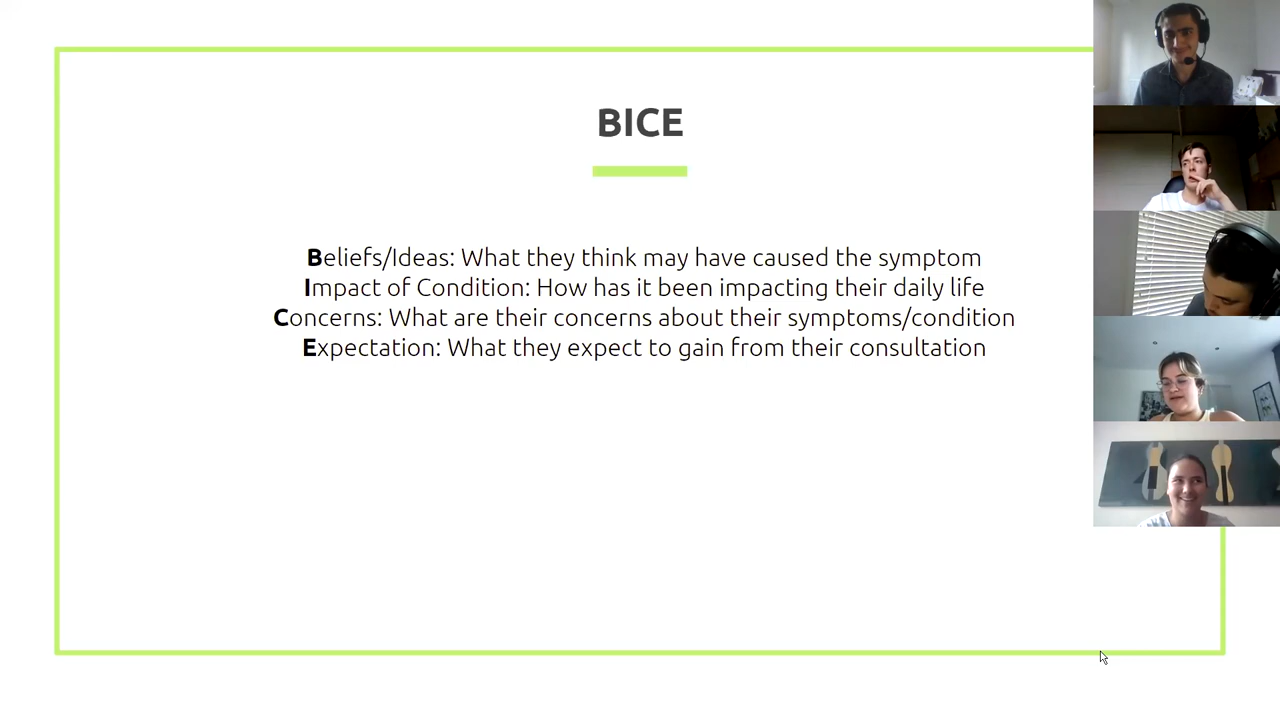 BICE
Beliefs/Ideas: What they think may have caused the symptom
Impact of Condition: How has it been impacting their daily life
Concerns: What are their concerns about their symptoms/condition
Expectation: What they expect to gain from their consultation